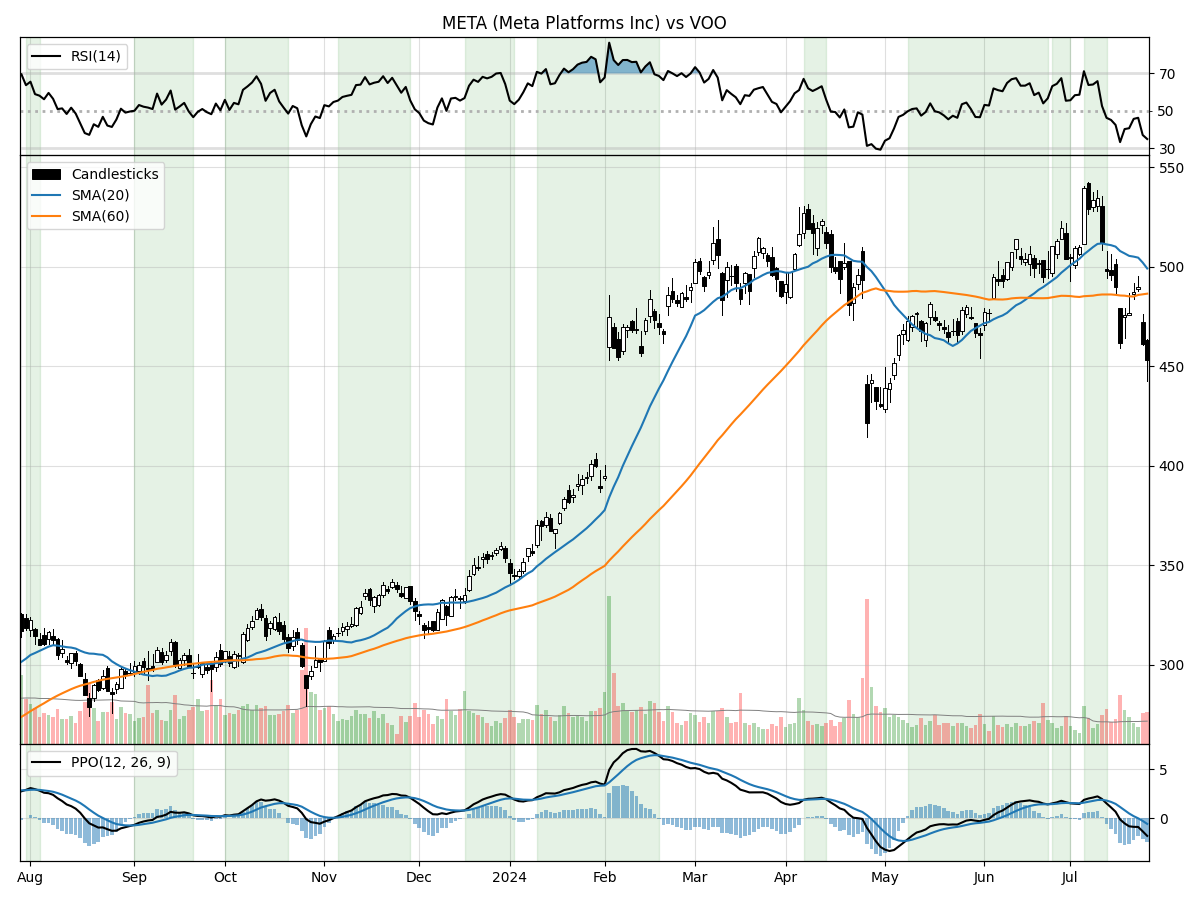 META (Meta Platforms Inc) vs VOO
RSI(14)
70
50
30
Candlesticks
SMA(20)
SMA(60)
550
500
450
400
350
300
PPO(12, 26, 9)
5
0
Aug Sep Oct Nov Dec 2024 Feb Mar Apr May Jun Jul